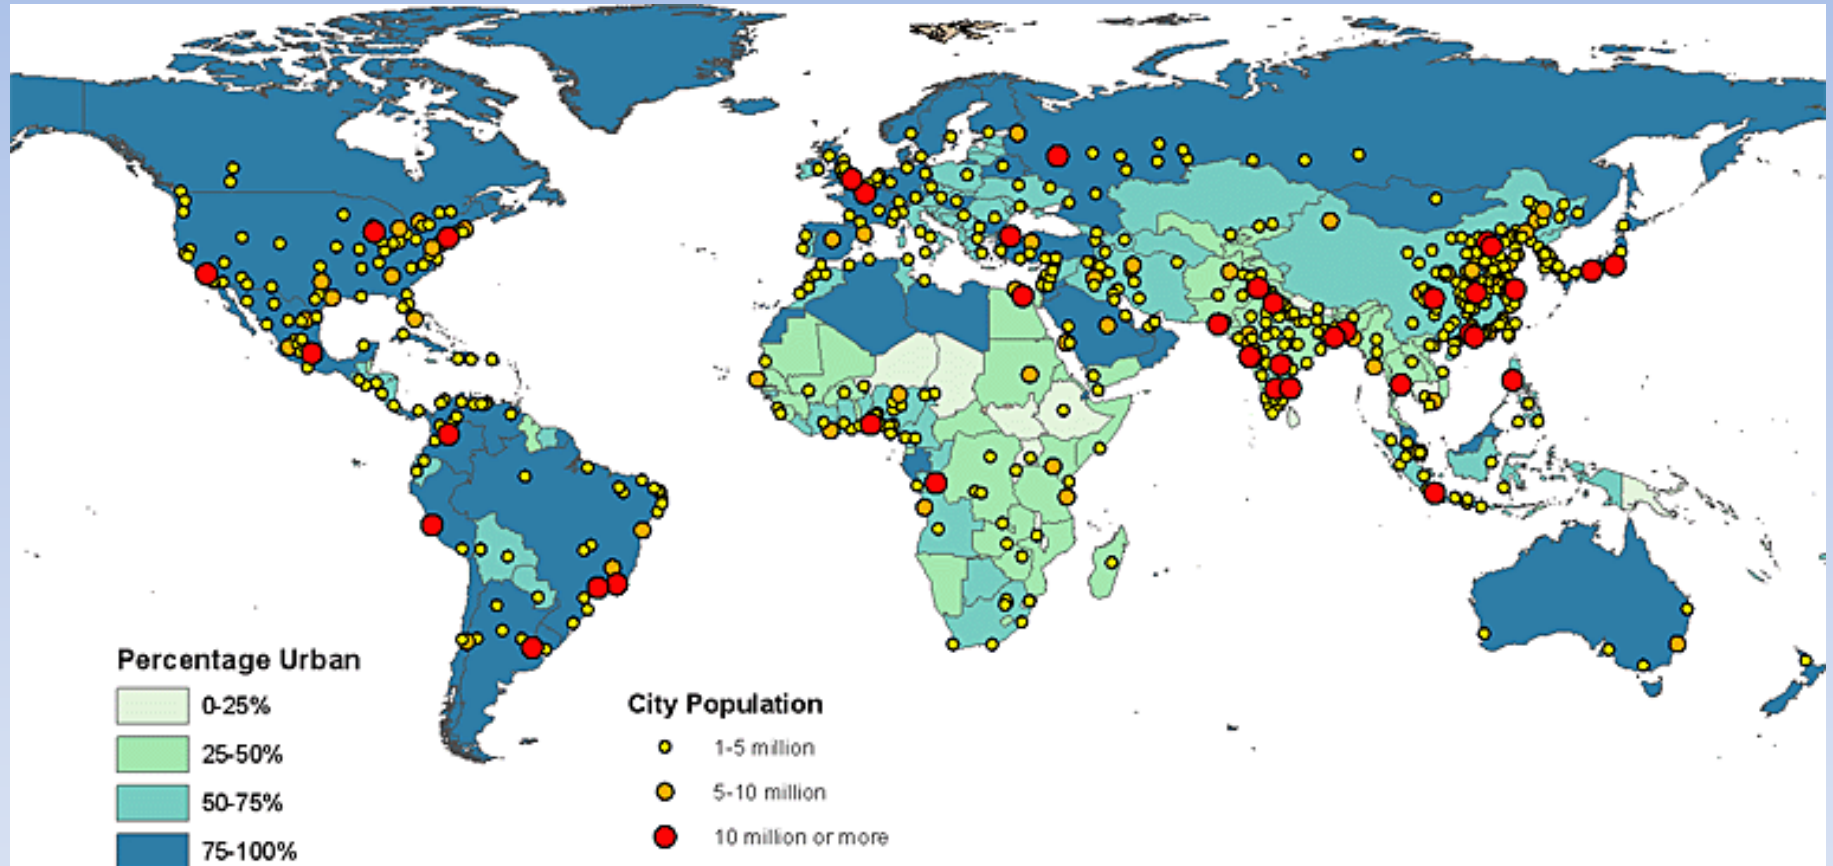 Percentage Urban
0-25%
25-50%
50-75%
75-100%
City Population
1-5 million
5-10 million
10 million or more